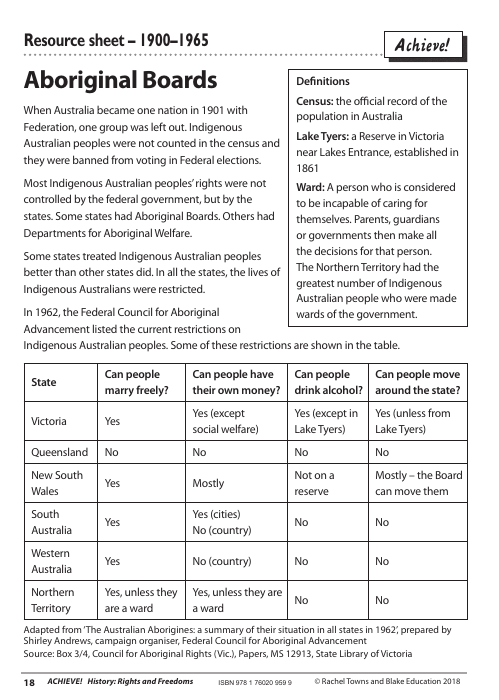 Resource sheet – 1900–1965
Achieve!
Aboriginal Boards
When Australia became one nation in 1901 with
Federation, one group was left out. Indigenous
Australian peoples were not counted in the census and
they were banned from voting in Federal elections.
Most Indigenous Australian peoples' rights were not
controlled by the federal government, but by the
states. Some states had Aboriginal Boards. Others had
Departments for Aboriginal Welfare.
Some states treated Indigenous Australian peoples
better than other states did. In all the states, the lives of
Indigenous Australians were restricted.
In 1962, the Federal Council for Aboriginal
Advancement listed the current restrictions on
Indigenous Australian peoples. Some of these restrictions are shown in the table.
Definitions
Census: the official record of the
population in Australia
Lake Tyers: a Reserve in Victoria
near Lakes Entrance, established in
1861
Ward: A person who is considered
to be incapable of caring for
themselves. Parents, guardians
or governments then make all
the decisions for that person.
The Northern Territory had the
greatest number of Indigenous
Australian people who were made
wards of the government.
State
Can people
marry freely?
Can people have
their own money?
Can people
drink alcohol?
Can people move
around the state?
Victoria
Yes
Yes (except
social welfare)
Yes (except in
Lake Tyers)
Yes (unless from
Lake Tyers)
Queensland
No
No
No
No
New South
Wales
Yes
Mostly
Not on a
reserve
Mostly – the Board
can move them
South
Australia
Yes
Yes (cities)
No (country)
No
No
Western
Australia
Yes
No (country)
No
No
Northern
Territory
Yes, unless they
are a ward
Yes, unless they are
a ward
No
No
Adapted from 'The Australian Aborigines: a summary of their situation in all states in 1962', prepared by
Shirley Andrews, campaign organiser, Federal Council for Aboriginal Advancement
Source: Box 3/4, Council for Aboriginal Rights (Vic.), Papers, MS 12913, State Library of Victoria
18 ACHIEVE! History: Rights and Freedoms ISBN 978 1 76020 959 9 © Rachel Towns and Blake Education 2018